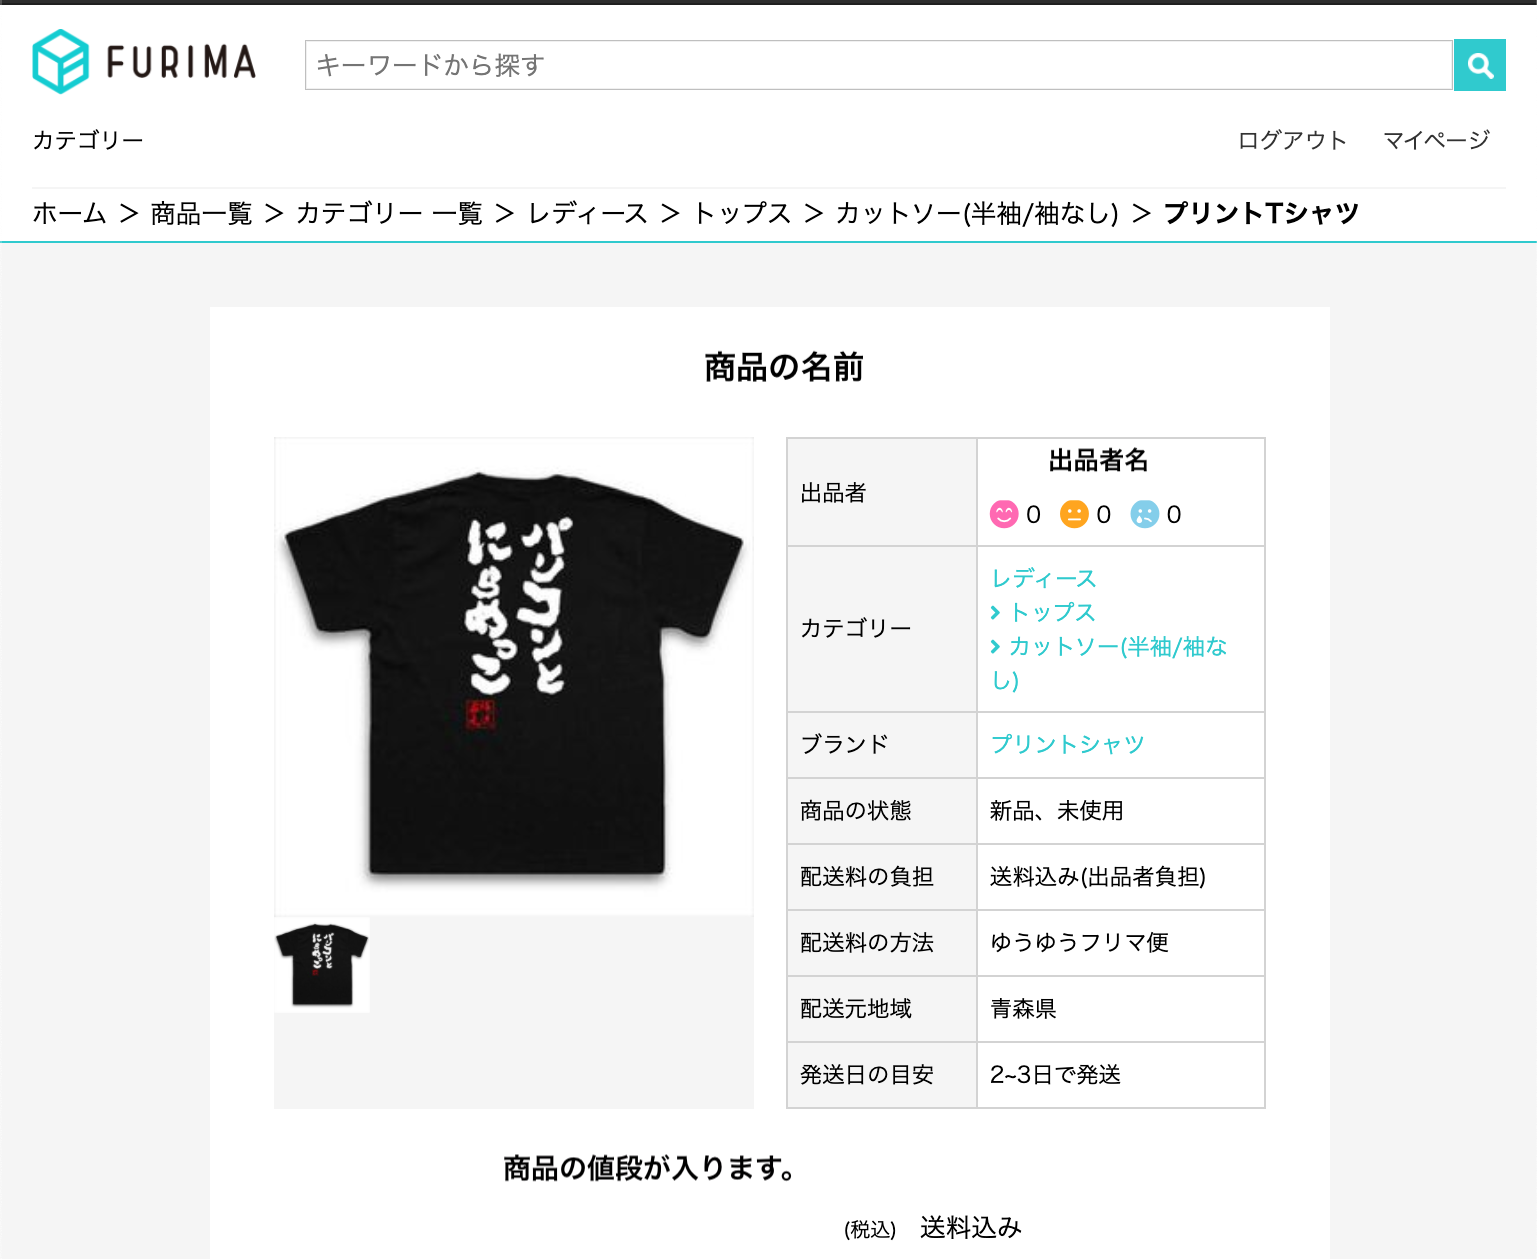 FURIMA
キーワードから探す
カテゴリー
ログアウト マイページ
ホーム > 商品一覧 > カテゴリー 一覧 > レディース > トップス > カットソー(半袖/袖なし) > プリントTシャツ
商品の名前
パソコンと
にらめっこ
出品者
出品者名
0 0 0
カテゴリー
レディース
> トップス
> カットソー(半袖/袖な
し)
ブランド
プリントシャツ
商品の状態
新品、未使用
配送料の負担
送料込み(出品者負担)
配送料の方法
ゆうゆうフリマ便
配送元地域
青森県
発送日の目安
2~3日で発送
商品の値段が入ります。
(税込) 送料込み